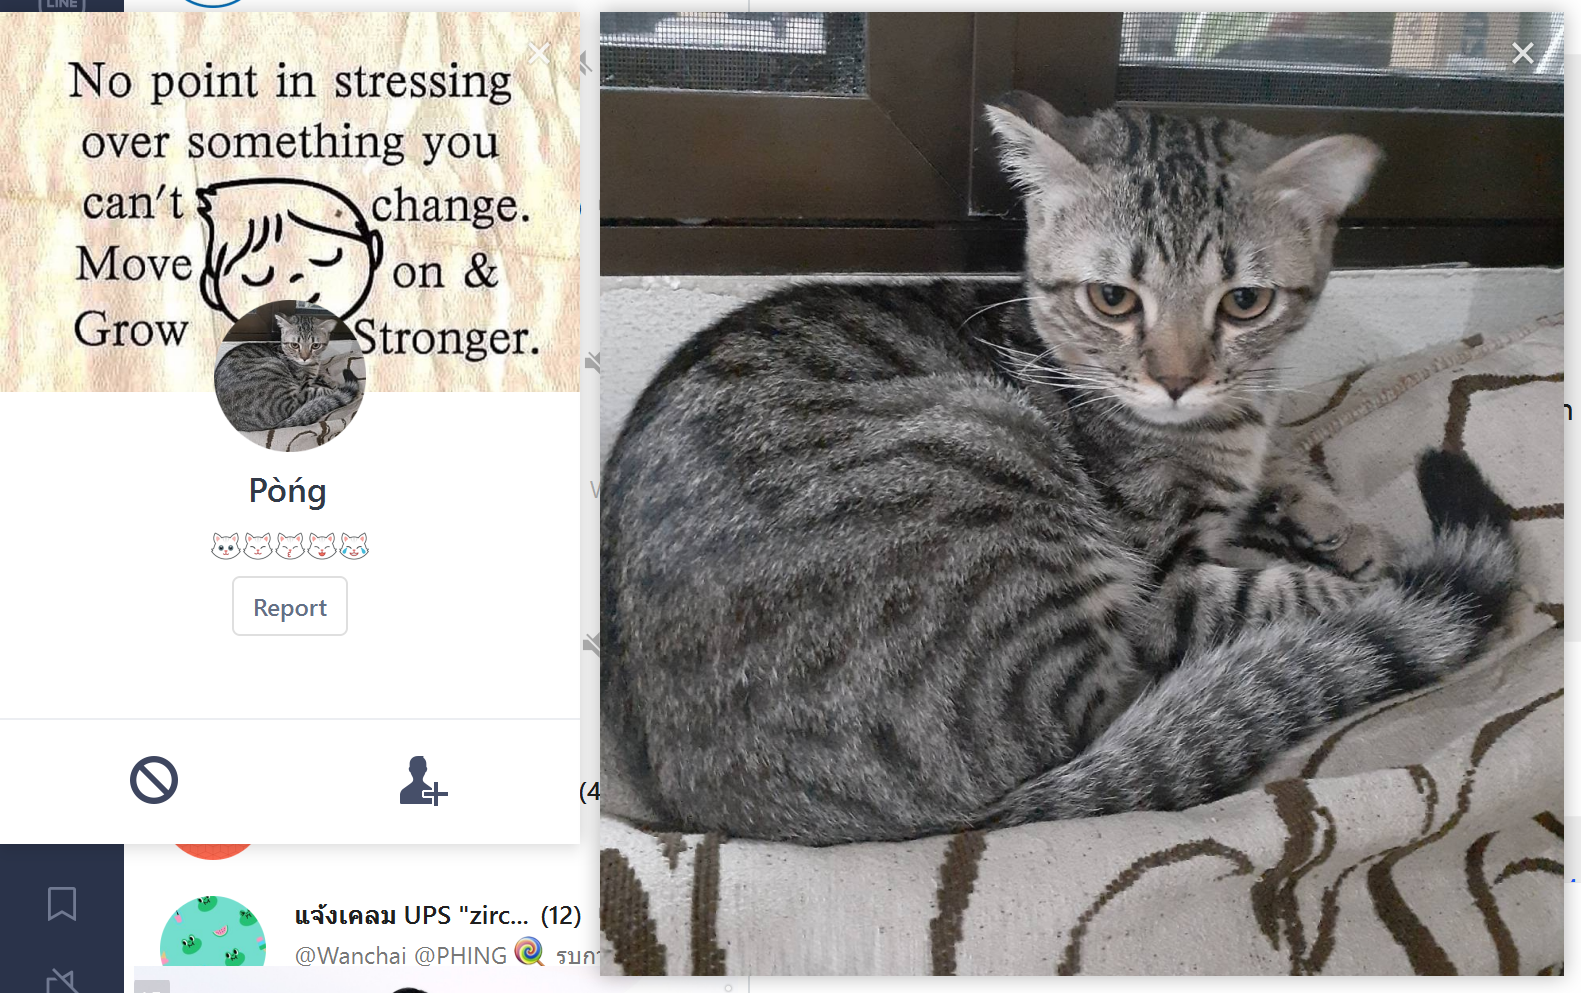 LINE
No point in stressing
over something you
can't change.
Move on &
Grow Stronger.
Pòńg
Report
(4
แจ้งเคลม UPS "zirc... (12)
@Wanchai @PHING รบก